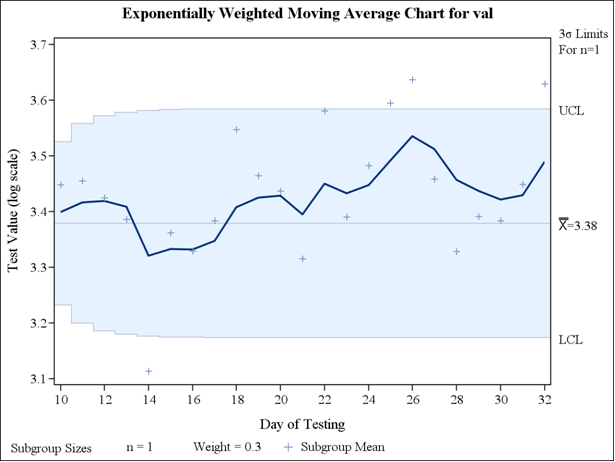 Exponentially Weighted Moving Average Chart for val
3σ Limits
For n=1
3.7
3.6
3.5
3.4
3.3
3.2
3.1
Test Value (log scale)
UCL
X̿=3.38
LCL
10 12 14 16 18 20 22 24 26 28 30 32
Day of Testing
Subgroup Sizes n = 1 Weight = 0.3 + Subgroup Mean